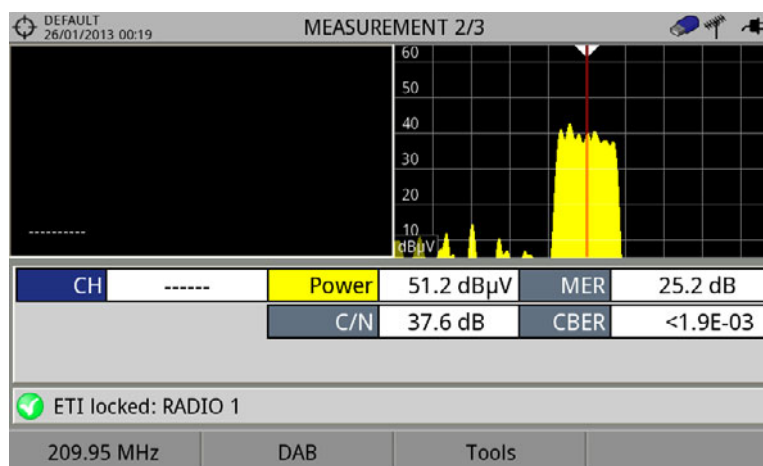 DEFAULT
26/01/2013 00:19
MEASUREMENT 2/3
60
50
40
30
20
10
dBµV
----------
CH ------ Power 51.2 dBµV MER 25.2 dB
C/N 37.6 dB CBER <1.9E-03
ETI locked: RADIO 1
209.95 MHz DAB Tools